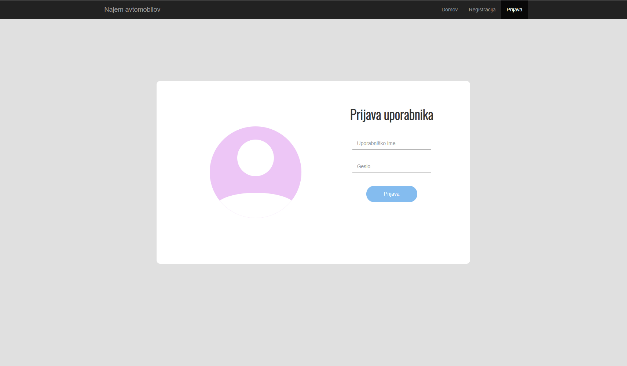 Najem avtomobilov
Domov
Registracija
Prijava
Prijava uporabnika
Uporabniško ime
Geslo
Prijava